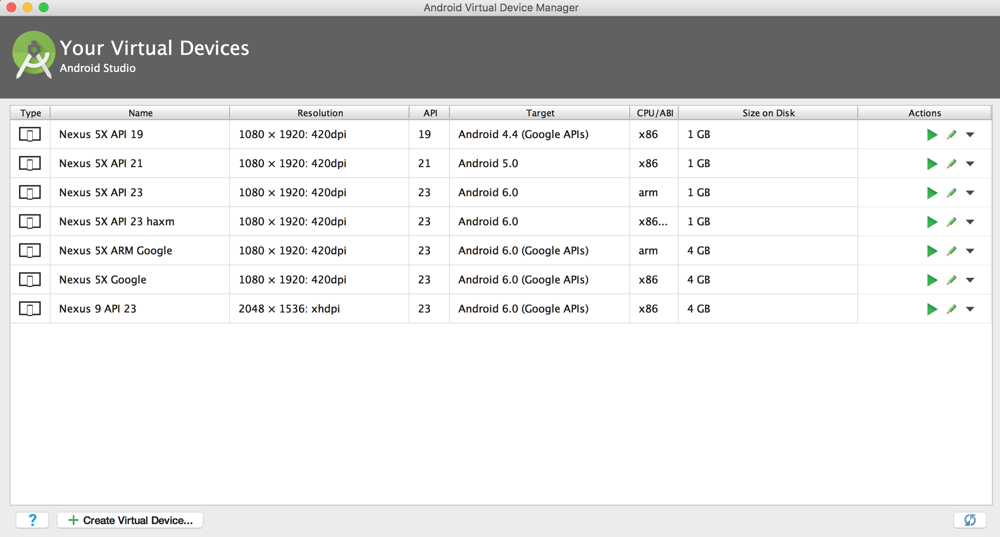 Android Virtual Device Manager
Your Virtual Devices
Android Studio
Type Name Resolution API Target CPU/ABI Size on Disk Actions
Nexus 5X API 19 1080 × 1920: 420dpi 19 Android 4.4 (Google APIs) x86 1 GB
Nexus 5X API 21 1080 × 1920: 420dpi 21 Android 5.0 x86 1 GB
Nexus 5X API 23 1080 × 1920: 420dpi 23 Android 6.0 arm 1 GB
Nexus 5X API 23 haxm 1080 × 1920: 420dpi 23 Android 6.0 x86... 1 GB
Nexus 5X ARM Google 1080 × 1920: 420dpi 23 Android 6.0 (Google APIs) arm 4 GB
Nexus 5X Google 1080 × 1920: 420dpi 23 Android 6.0 (Google APIs) x86 4 GB
Nexus 9 API 23 2048 × 1536: xhdpi 23 Android 6.0 (Google APIs) x86 4 GB
? Create Virtual Device...